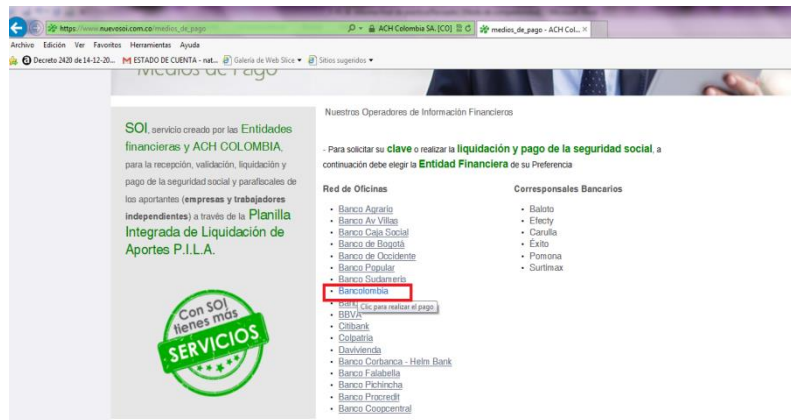 https://www.nuevosoi.com.co/medios_de_pago
ACH Colombia SA. [CO]
medios_de_pago - ACH Col...
Archivo Edición Ver Favoritos Herramientas Ayuda
Decreto 2420 de 14-12-20... ESTADO DE CUENTA - nat... Galería de Web Slice Sitios sugeridos
Medios de Pago
Nuestros Operadores de Información Financieros
SOI, servicio creado por las Entidades
financieras y ACH COLOMBIA,
para la recepción, validación, liquidación y
pago de la seguridad social y parafiscales de
los aportantes (empresas y trabajadores
independientes) a través de la Planilla
Integrada de Liquidación de
Aportes P.I.L.A.
Con SOI
tienes más
SERVICIOS
- Para solicitar su clave o realizar la liquidación y pago de la seguridad social, a
continuación debe elegir la Entidad Financiera de su Preferencia
Red de Oficinas
Banco Agrario
Banco Av Villas
Banco Caja Social
Banco de Bogotá
Banco de Occidente
Banco Popular
Banco Sudameris
Bancolombia
Clic para realizar el pago
BBVA
Citibank
Colpatria
Davivienda
Banco Corbanca - Helm Bank
Banco Falabella
Banco Pichincha
Banco Procredit
Banco Coopcentral
Corresponsales Bancarios
Baloto
Efecty
Carulla
Éxito
Pomona
Surtimax